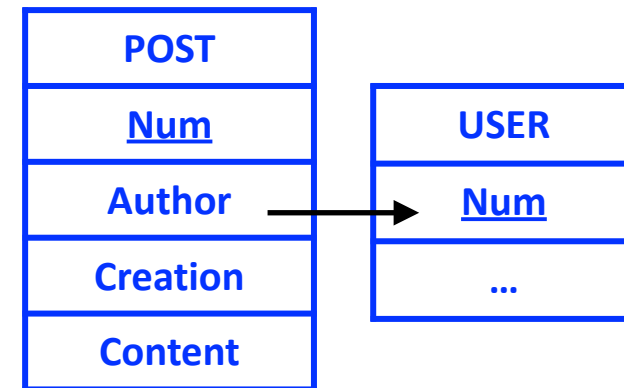 POST
Num
Author
Creation
Content
USER
Num
...